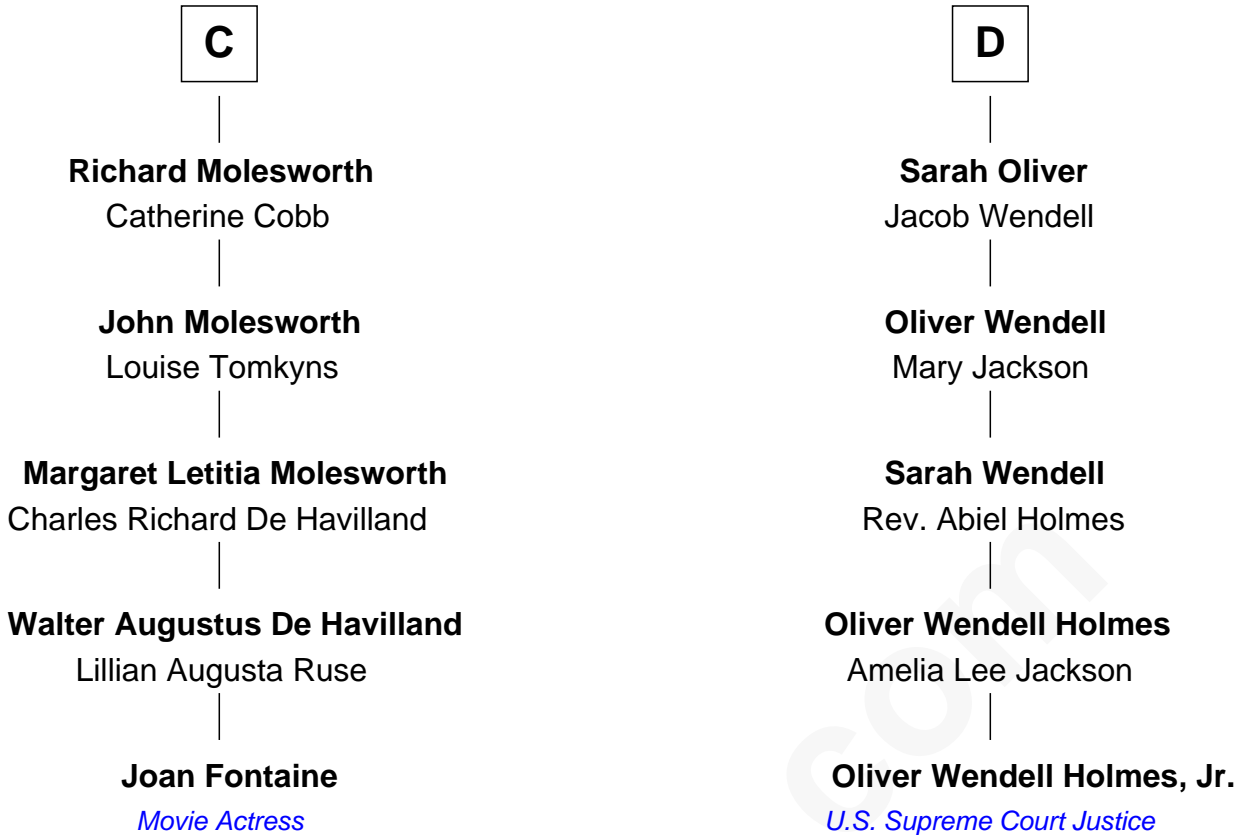 C
D
Richard Molesworth
Sarah Oliver
Catherine Cobb
Jacob Wendell
John Molesworth
Oliver Wendell
Louise Tomkyns
Mary Jackson
Margaret Letitia Molesworth
Sarah Wendell
Charles Richard De Havilland
Rev. Abiel Holmes
Walter Augustus De Havilland
Oliver Wendell Holmes
Lillian Augusta Ruse
Amelia Lee Jackson
Joan Fontaine
Oliver Wendell Holmes, Jr.
Movie Actress
U.S. Supreme Court Justice
com